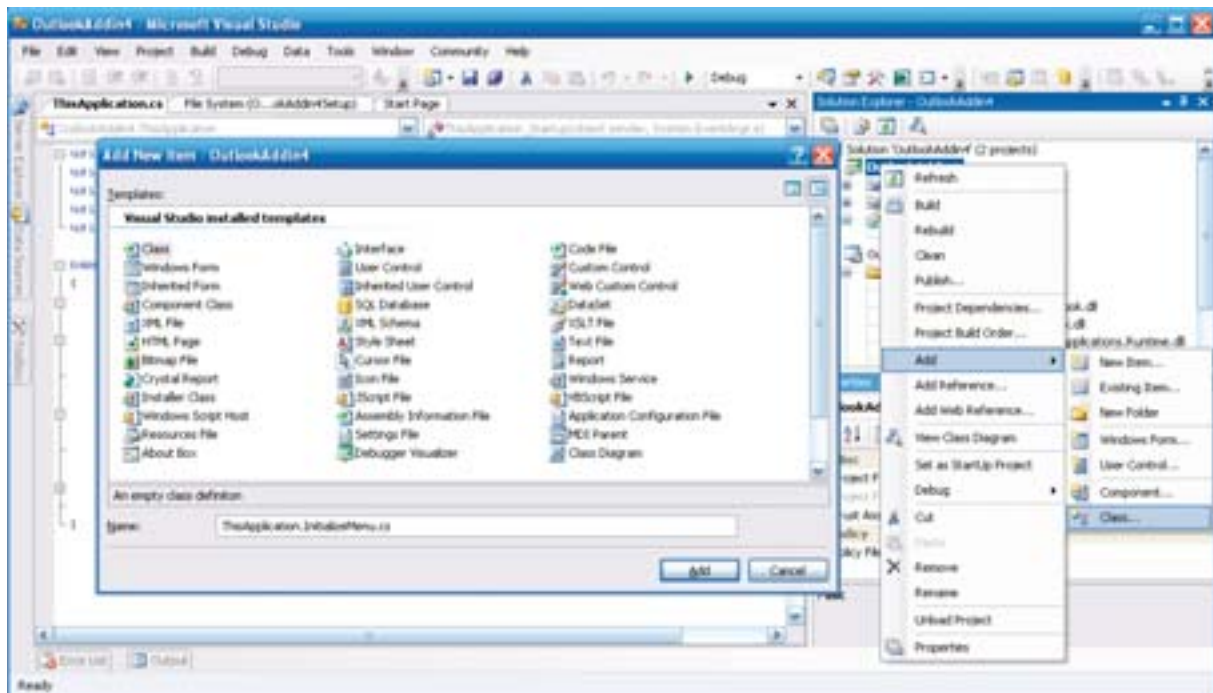 OutlookAddin4 - Microsoft Visual Studio
File Edit View Project Build Debug Data Tools Window Community Help
Debug
ThisApplication.cs File System (O...okAddin4Setup) Start Page
Solution Explorer - OutlookAddin4
Solution 'OutlookAddin4' (2 projects)
Add New Item - OutlookAddin4
Templates:
Visual Studio installed templates
Class
Interface
Code File
Windows Form
User Control
Custom Control
Inherited Form
Inherited User Control
Web Custom Control
Component Class
SQL Database
DataSet
XML File
XML Schema
XSLT File
HTML Page
Style Sheet
Text File
Bitmap File
Cursor File
Report
Crystal Report
Icon File
Windows Service
Installer Class
JScript File
VBScript File
Windows Script Host
Assembly Information File
Application Configuration File
Resources File
Settings File
MDI Parent
About Box
Debugger Visualizer
Class Diagram
An empty class definition
Name:
ThisApplication.InitializeMenu.cs
Add
Cancel
Refresh
Build
Rebuild
Clean
Publish...
Project Dependencies...
Project Build Order...
Add
Add Reference...
Add Web Reference...
View Class Diagram
Set as StartUp Project
Debug
Cut
Paste
Remove
Rename
Unload Project
Properties
New Item...
Existing Item...
New Folder
Windows Form...
User Control...
Component...
Class...
Error List
Output
Ready